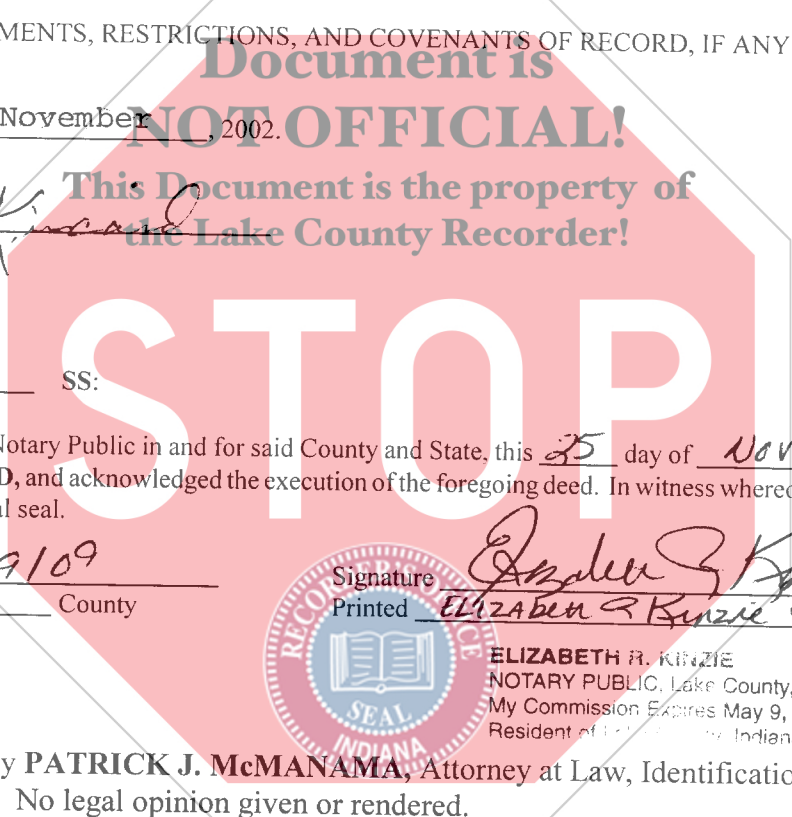 MENTS, RESTRICTIONS, AND COVENANTS OF RECORD, IF ANY
Document is
November, 2002.
NOT OFFICIAL!
This Document is the property of
the Lake County Recorder!
Kincaid
STOP
SS:
Notary Public in and for said County and State, this 25 day of NOV
D, and acknowledged the execution of the foregoing deed. In witness where
al seal.
9/09
Signature
County
Printed ELIZABETH R Kinzie
RECORDER'S OFFICE
SEAL
INDIANA
ELIZABETH R. KINZIE
NOTARY PUBLIC, Lake County,
My Commission Expires May 9,
Resident of Indian
y PATRICK J. McMANAMA, Attorney at Law, Identificatio
No legal opinion given or rendered.